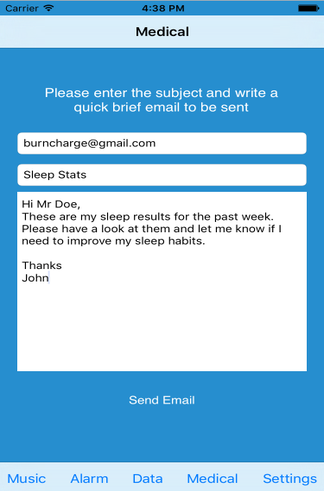 Carrier 4:38 PM
Medical
Please enter the subject and write a
quick brief email to be sent
burncharge@gmail.com
Sleep Stats
Hi Mr Doe,
These are my sleep results for the past week.
Please have a look at them and let me know if I
need to improve my sleep habits.
Thanks
John
Send Email
Music Alarm Data Medical Settings